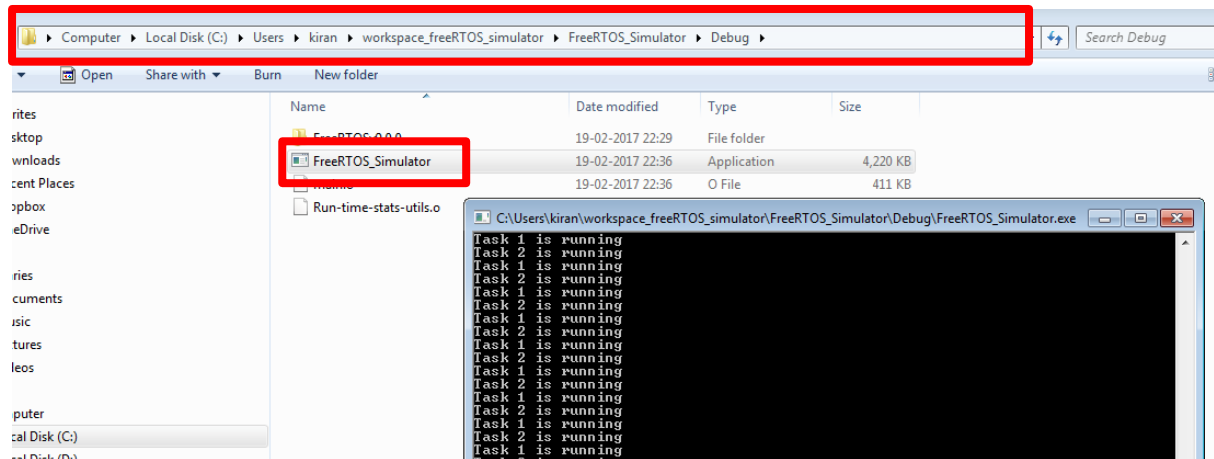 Computer Local Disk (C:) Users kiran workspace_freeRTOS_simulator FreeRTOS_Simulator Debug Search Debug
Open Share with Burn New folder
Name Date modified Type Size
rites
sktop
wnloads
cent Places
opbox
eDrive
ries
cuments
usic
tures
leos
puter
cal Disk (C:)
19-02-2017 22:29 File folder
FreeRTOS_Simulator 19-02-2017 22:36 Application 4,220 KB
19-02-2017 22:36 O File 411 KB
Run-time-stats-utils.o
C:\Users\kiran\workspace_freeRTOS_simulator\FreeRTOS_Simulator\Debug\FreeRTOS_Simulator.exe
Task 1 is running
Task 2 is running
Task 1 is running
Task 2 is running
Task 1 is running
Task 2 is running
Task 1 is running
Task 2 is running
Task 1 is running
Task 2 is running
Task 1 is running
Task 2 is running
Task 1 is running
Task 2 is running
Task 1 is running
Task 2 is running
Task 1 is running